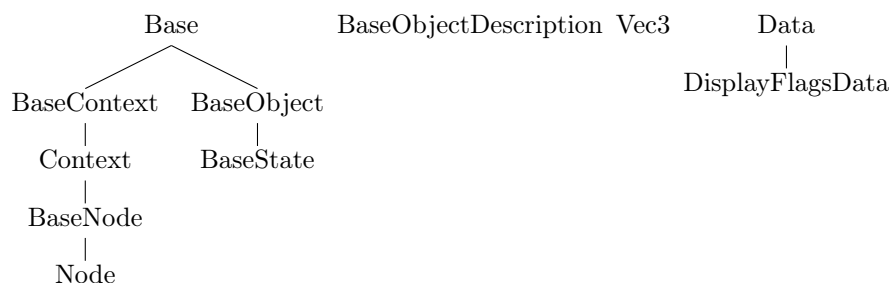 Base BaseObjectDescription Vec3 Data
DisplayFlagsData
BaseContext BaseObject
Context BaseState
BaseNode
Node